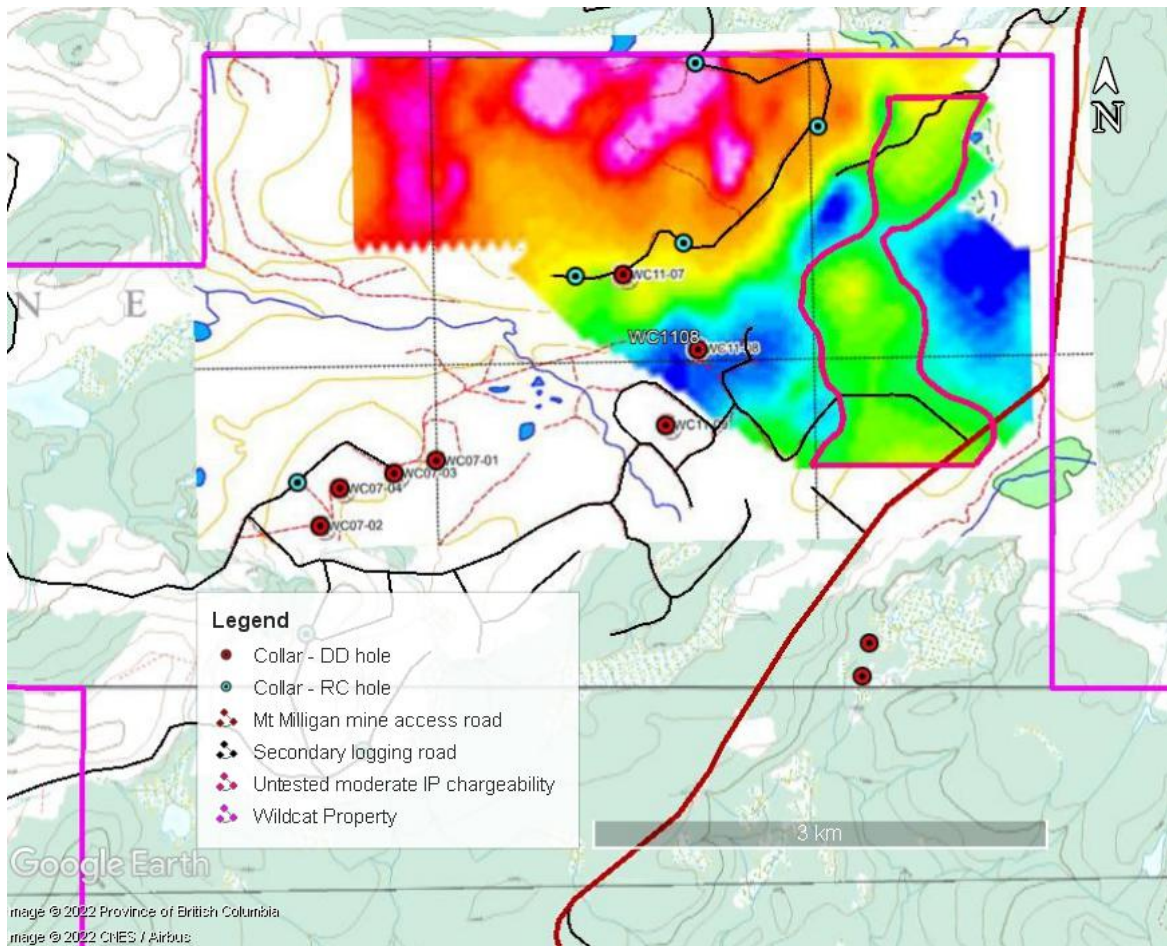 N
N E
WC11-07
WC1108
WC11-08
WC11-09
WC07-01
WC07-03
WC07-04
WC07-02
Legend
Collar - DD hole
Collar - RC hole
Mt Milligan mine access road
Secondary logging road
Untested moderate IP chargeability
Wildcat Property
3 km
Google Earth
mage © 2022 Province of British Columbia
mage © 2022 CNES / Airbus